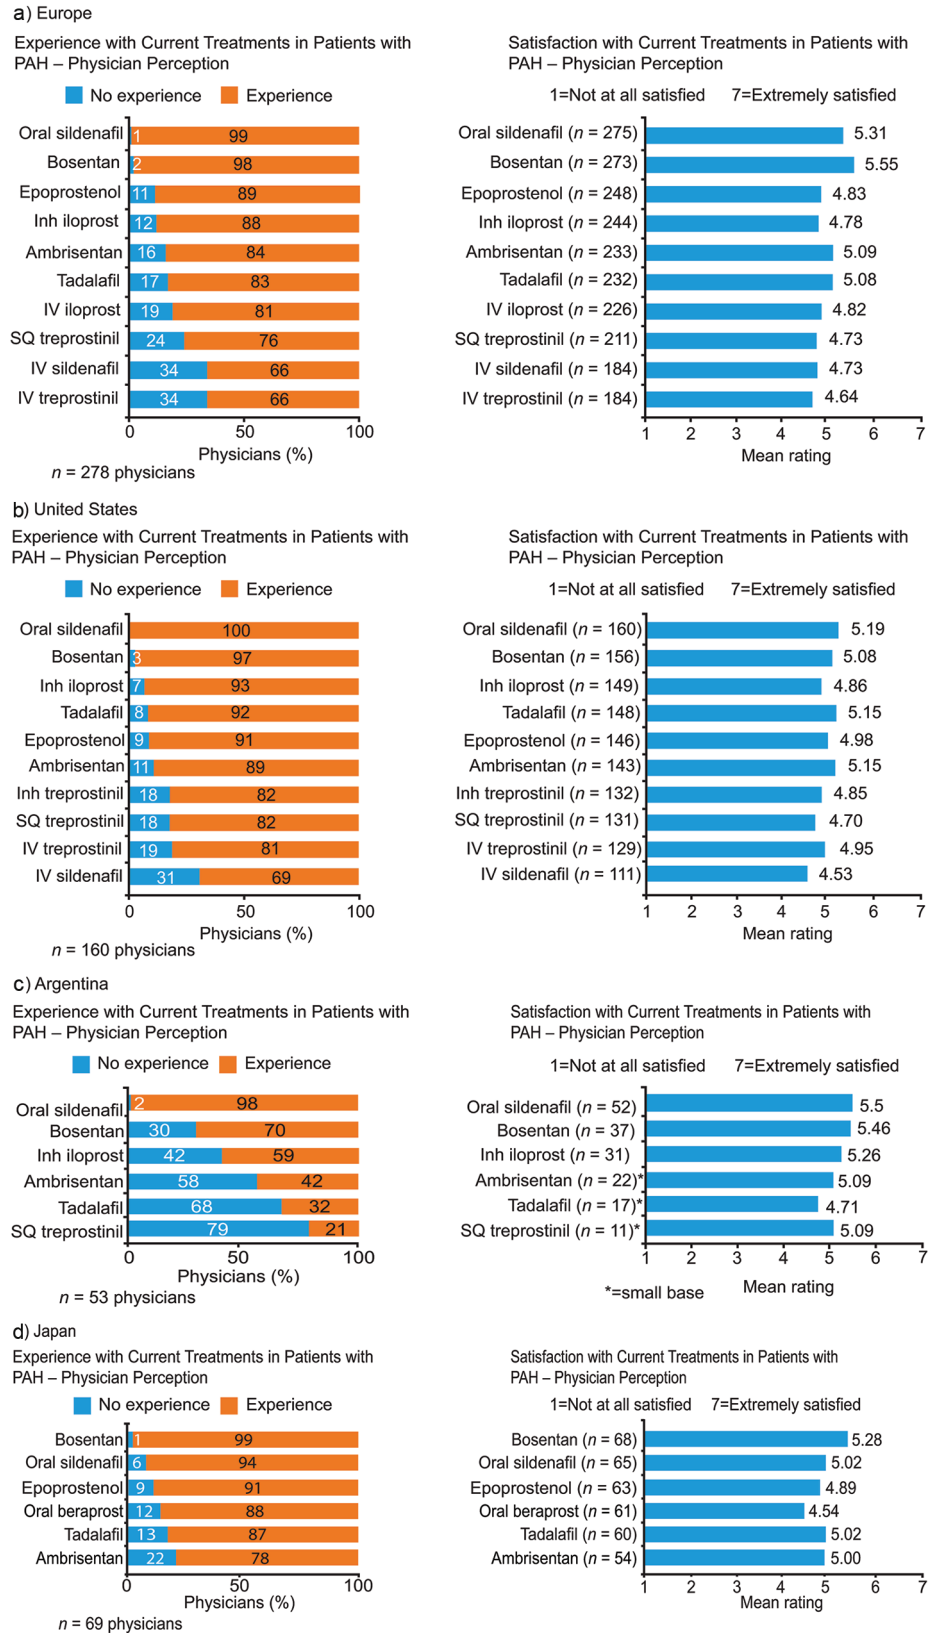 a) Europe
Experience with Current Treatments in Patients with
PAH – Physician Perception
No experience Experience
Oral sildenafil 1 99
Bosentan 2 98
Epoprostenol 11 89
Inh iloprost 12 88
Ambrisentan 16 84
Tadalafil 17 83
IV iloprost 19 81
SQ treprostinil 24 76
IV sildenafil 34 66
IV treprostinil 34 66
0 50 100
Physicians (%)
n = 278 physicians
Satisfaction with Current Treatments in Patients with
PAH – Physician Perception
1=Not at all satisfied 7=Extremely satisfied
Oral sildenafil (n = 275) 5.31
Bosentan (n = 273) 5.55
Epoprostenol (n = 248) 4.83
Inh iloprost (n = 244) 4.78
Ambrisentan (n = 233) 5.09
Tadalafil (n = 232) 5.08
IV iloprost (n = 226) 4.82
SQ treprostinil (n = 211) 4.73
IV sildenafil (n = 184) 4.73
IV treprostinil (n = 184) 4.64
1 2 3 4 5 6 7
Mean rating
b) United States
Experience with Current Treatments in Patients with
PAH – Physician Perception
No experience Experience
Oral sildenafil 100
Bosentan 3 97
Inh iloprost 7 93
Tadalafil 8 92
Epoprostenol 9 91
Ambrisentan 11 89
Inh treprostinil 18 82
SQ treprostinil 18 82
IV treprostinil 19 81
IV sildenafil 31 69
0 50 100
Physicians (%)
n = 160 physicians
Satisfaction with Current Treatments in Patients with
PAH – Physician Perception
1=Not at all satisfied 7=Extremely satisfied
Oral sildenafil (n = 160) 5.19
Bosentan (n = 156) 5.08
Inh iloprost (n = 149) 4.86
Tadalafil (n = 148) 5.15
Epoprostenol (n = 146) 4.98
Ambrisentan (n = 143) 5.15
Inh treprostinil (n = 132) 4.85
SQ treprostinil (n = 131) 4.70
IV treprostinil (n = 129) 4.95
IV sildenafil (n = 111) 4.53
1 2 3 4 5 6 7
Mean rating
c) Argentina
Experience with Current Treatments in Patients with
PAH – Physician Perception
No experience Experience
Oral sildenafil 2 98
Bosentan 30 70
Inh iloprost 42 59
Ambrisentan 58 42
Tadalafil 68 32
SQ treprostinil 79 21
0 50 100
Physicians (%)
n = 53 physicians
Satisfaction with Current Treatments in Patients with
PAH – Physician Perception
1=Not at all satisfied 7=Extremely satisfied
Oral sildenafil (n = 52) 5.5
Bosentan (n = 37) 5.46
Inh iloprost (n = 31) 5.26
Ambrisentan (n = 22)* 5.09
Tadalafil (n = 17)* 4.71
SQ treprostinil (n = 11)* 5.09
1 2 3 4 5 6 7
*=small base Mean rating
d) Japan
Experience with Current Treatments in Patients with
PAH – Physician Perception
No experience Experience
Bosentan 1 99
Oral sildenafil 6 94
Epoprostenol 9 91
Oral beraprost 12 88
Tadalafil 13 87
Ambrisentan 22 78
0 50 100
Physicians (%)
n = 69 physicians
Satisfaction with Current Treatments in Patients with
PAH – Physician Perception
1=Not at all satisfied 7=Extremely satisfied
Bosentan (n = 68) 5.28
Oral sildenafil (n = 65) 5.02
Epoprostenol (n = 63) 4.89
Oral beraprost (n = 61) 4.54
Tadalafil (n = 60) 5.02
Ambrisentan (n = 54) 5.00
1 2 3 4 5 6 7
Mean rating